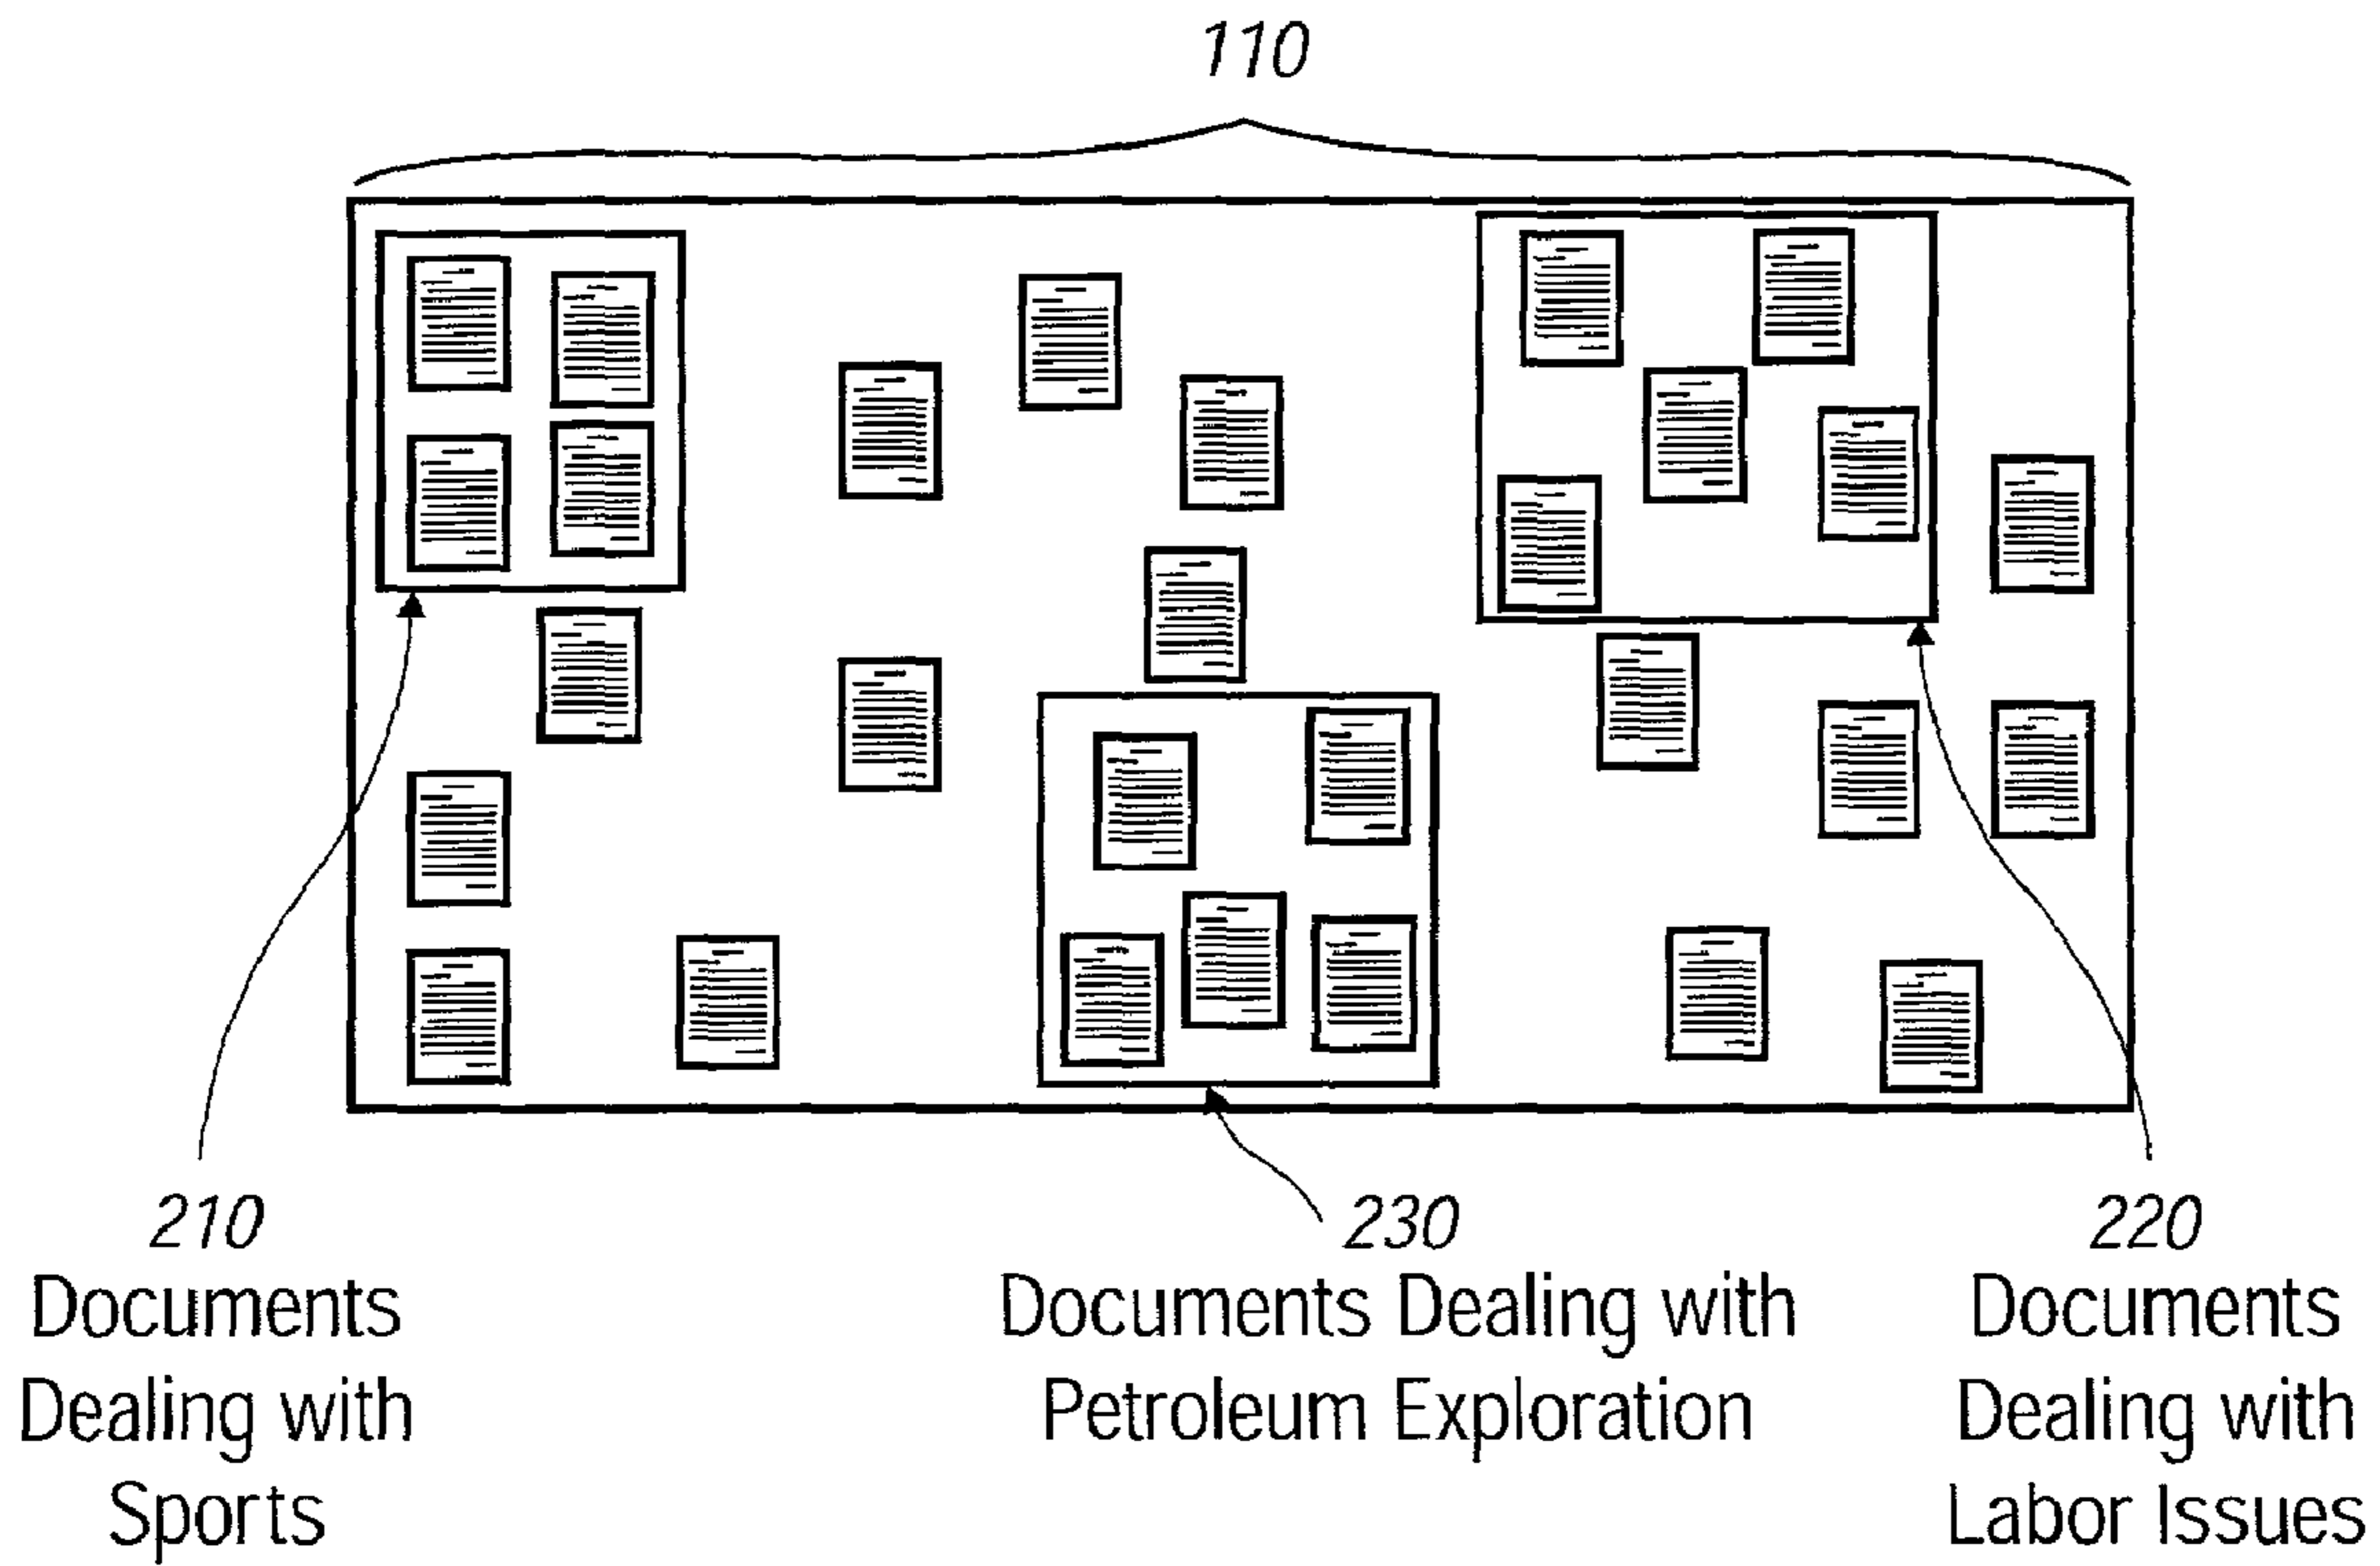 110
210
Documents
Dealing with
Sports
230
Documents Dealing with
Petroleum Exploration
220
Documents
Dealing with
Labor Issues